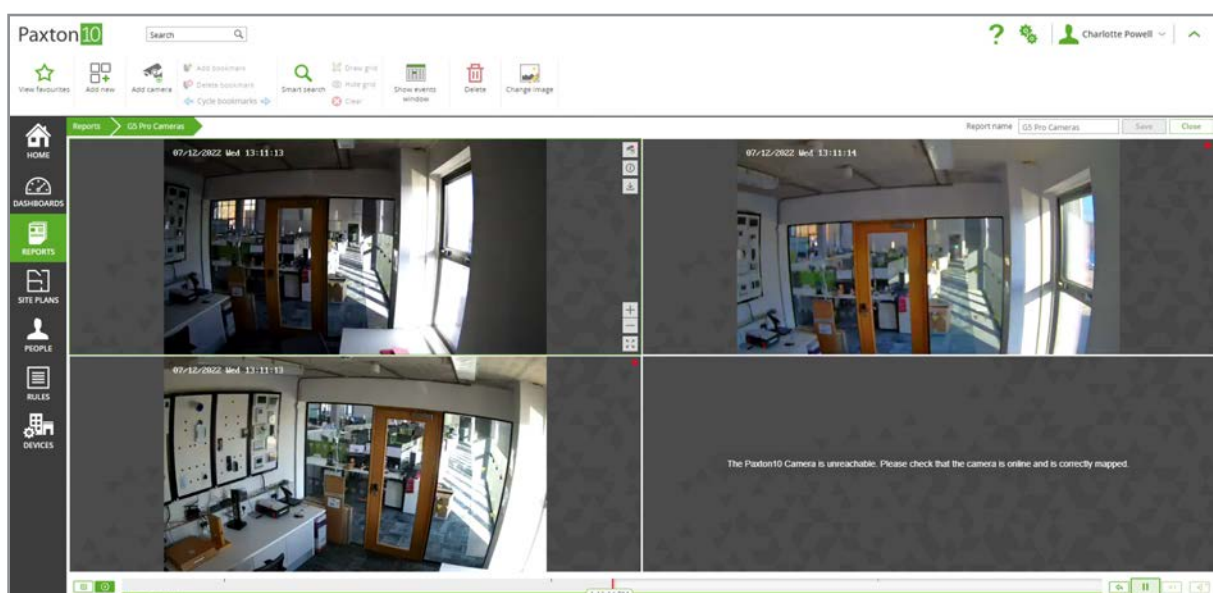 Paxton10
Search
Charlotte Powell
View favourites
Add new
Add camera
Add bookmark
Delete bookmark
Cycle bookmarks
Smart search
Draw grid
Hide grid
Clear
Show events
window
Delete
Change image
Reports
G5 Pro Cameras
Report name
G5 Pro Cameras
Save
Close
HOME
DASHBOARDS
REPORTS
SITE PLANS
PEOPLE
RULES
DEVICES
07/12/2022 Wed 13:11:13
07/12/2022 Wed 13:11:14
07/12/2022 Wed 13:11:13
The Paxton10 Camera is unreachable. Please check that the camera is online and is correctly mapped.